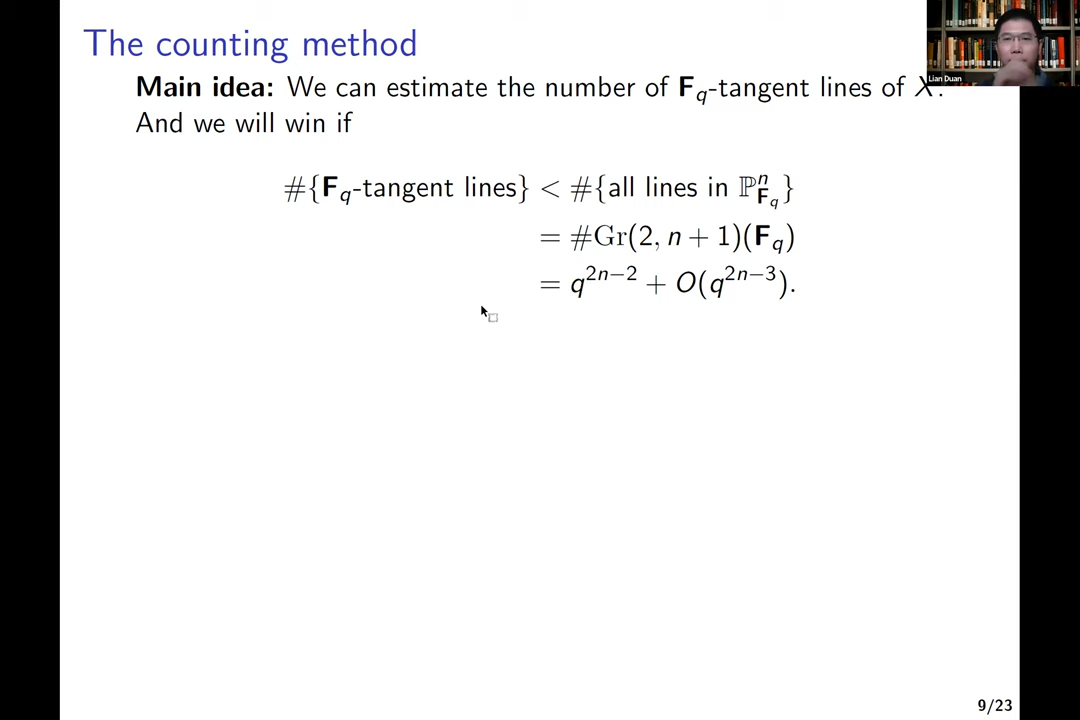 The counting method
Lian Duan
Main idea: We can estimate the number of F_q-tangent lines of X.
And we will win if
#{F_q-tangent lines} < #{all lines in ℙ^n_{F_q}}
= #Gr(2, n + 1)(F_q)
= q^{2n−2} + O(q^{2n−3}).
9/23